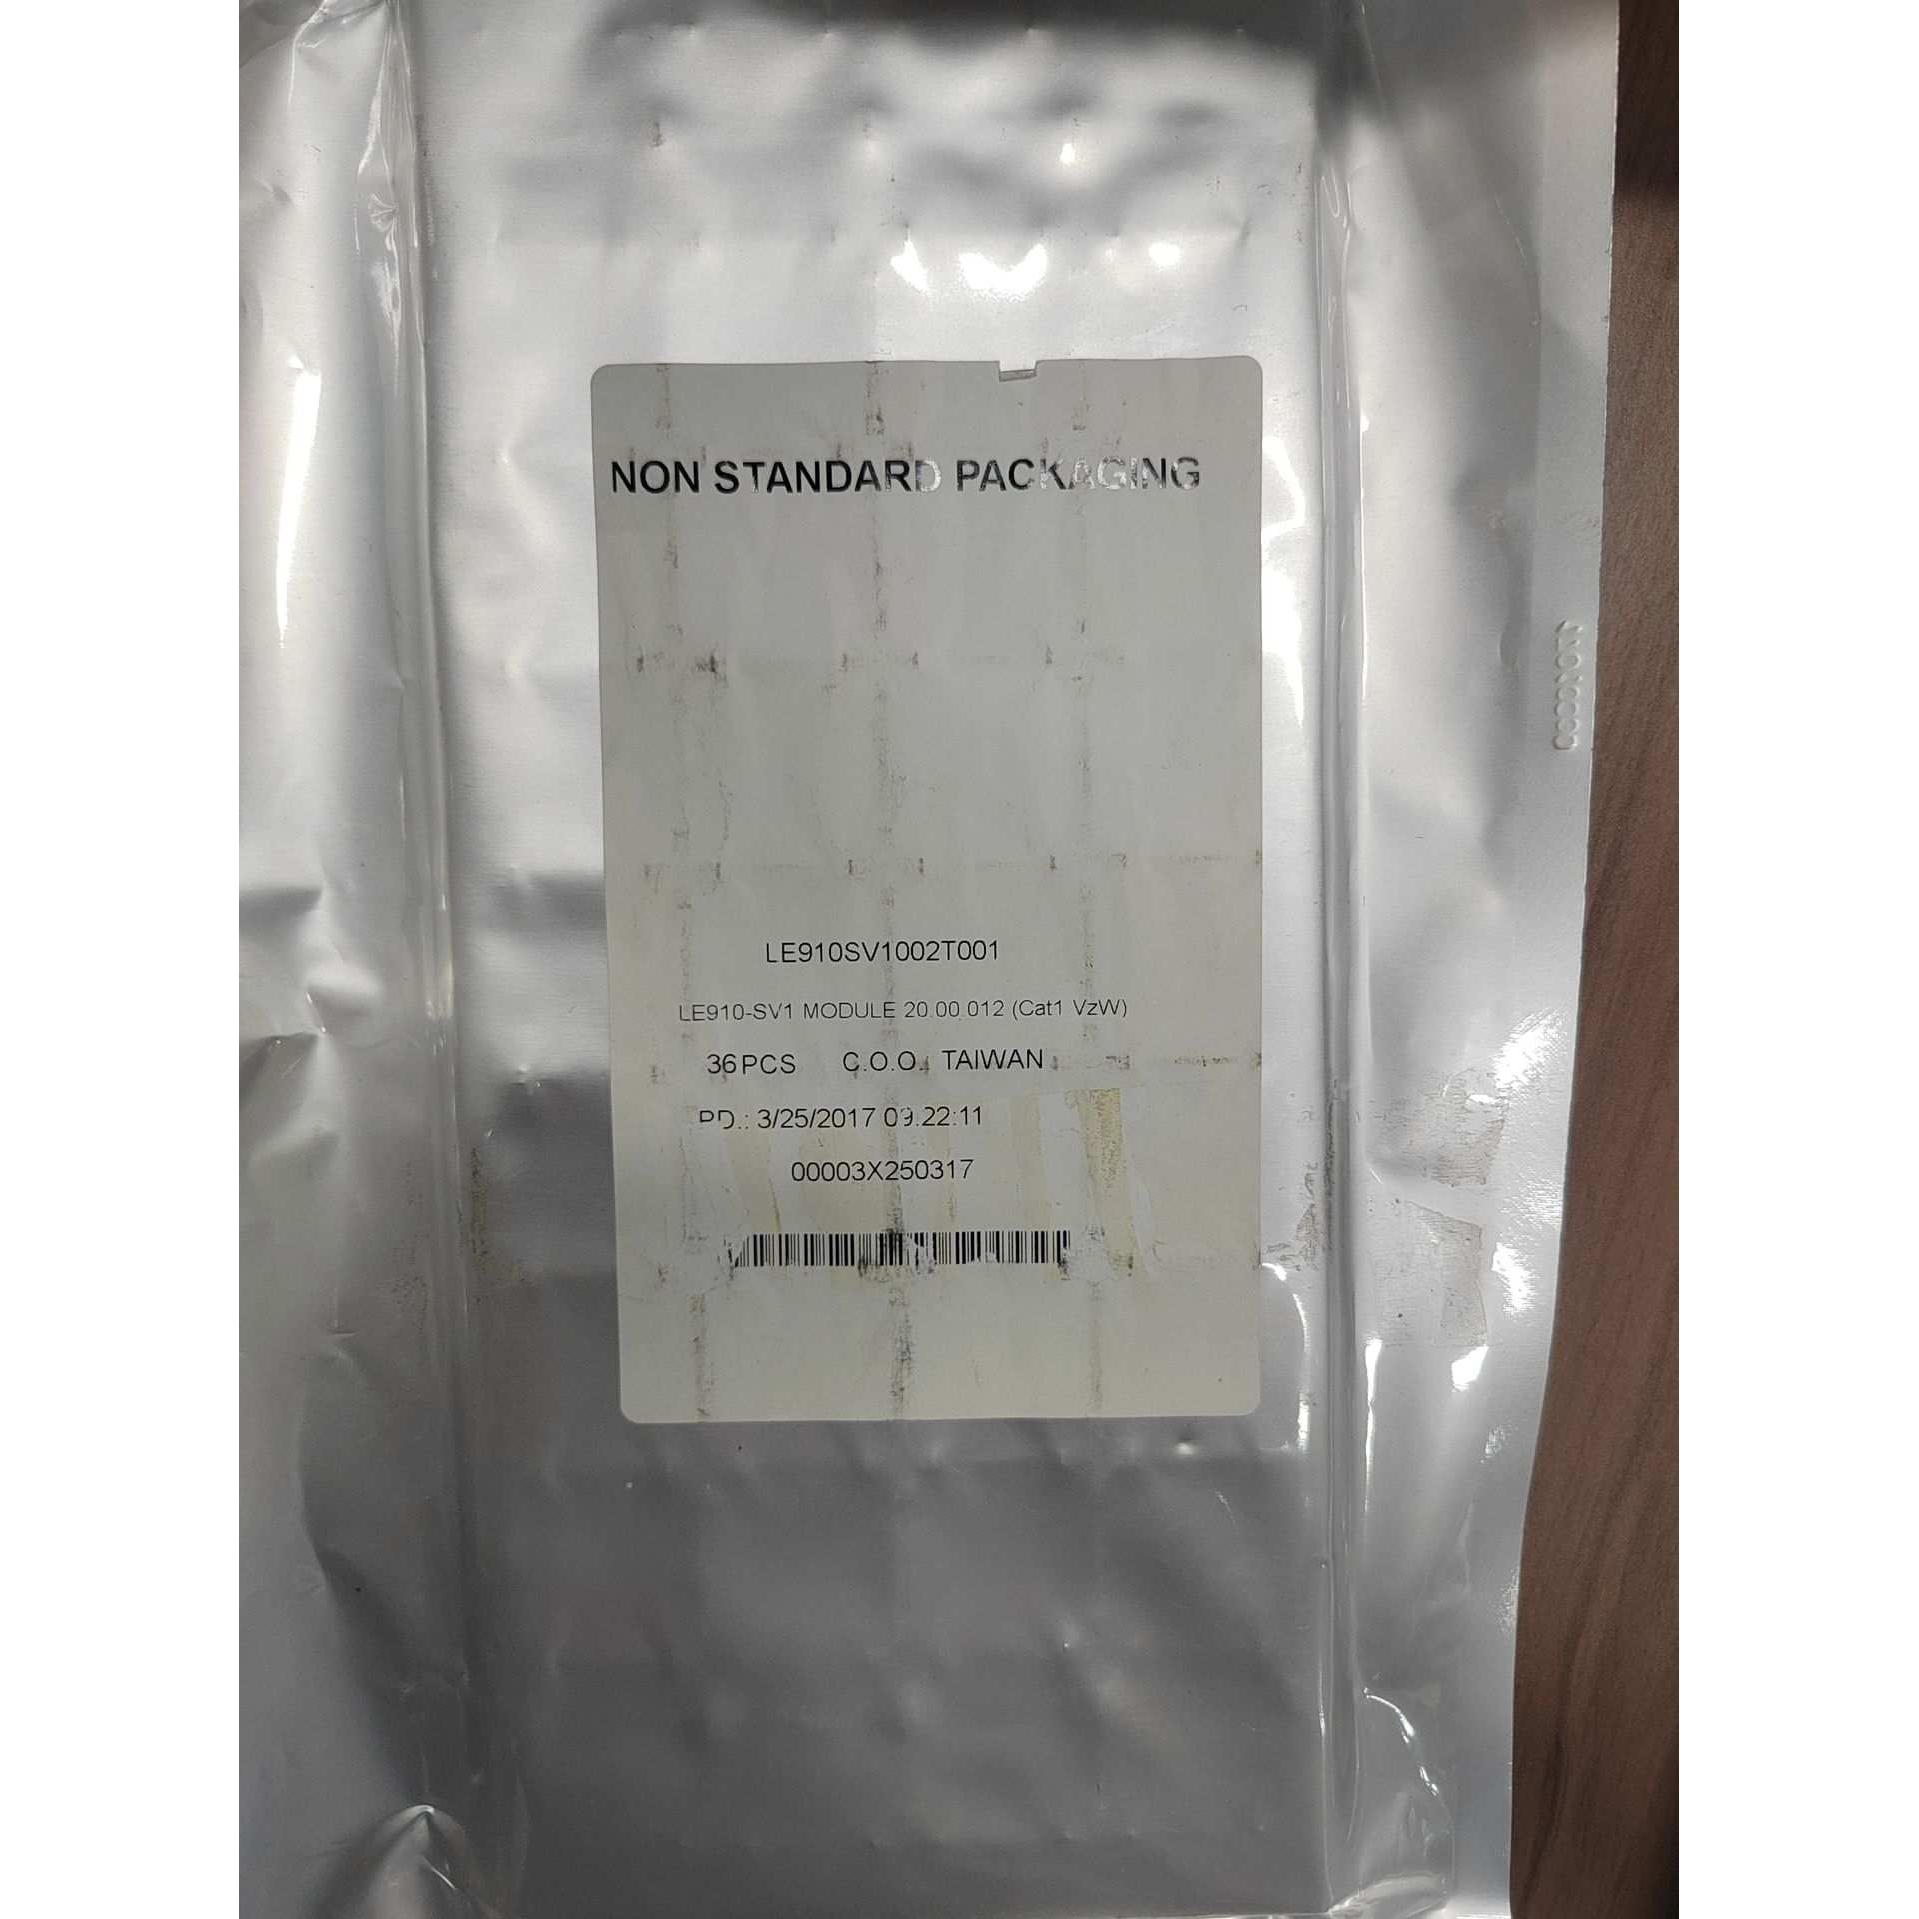 NON STANDARD PACKAGING
LE910SV1002T001
LE910-SV1 MODULE 20.00.012 (Cat1 VzW)
36PCS C.O.O.: TAIWAN
PD.: 3/25/2017 09:22:11
00003X250317